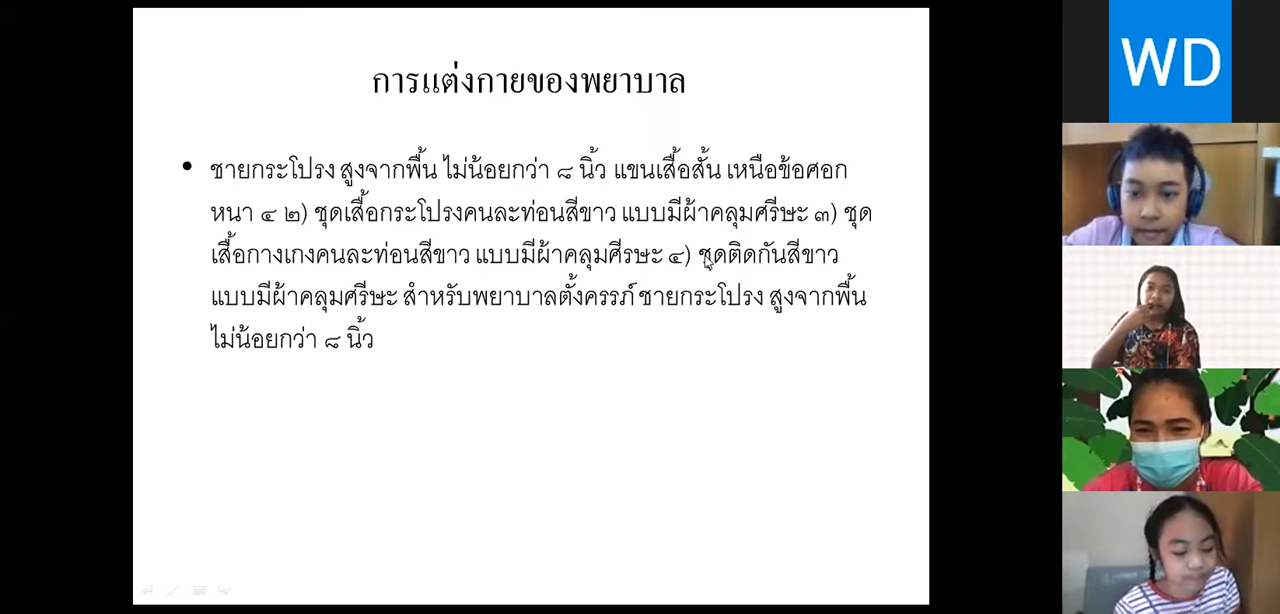 การแต่งกายของพยาบาล
• ชายกระโปรง สูงจากพื้น ไม่น้อยกว่า ๘ นิ้ว แขนเสื้อสั้น เหนือข้อศอก
หนา ๔ ๒) ชุดเสื้อกระโปรงคนละท่อนสีขาว แบบมีผ้าคลุมศรีษะ ๓) ชุด
เสื้อกางเกงคนละท่อนสีขาว แบบมีผ้าคลุมศีรษะ ๔) ชุดติดกันสีขาว
แบบมีผ้าคลุมศรีษะ สำหรับพยาบาลตั้งครรภ์ ชายกระโปรง สูงจากพื้น
ไม่น้อยกว่า ๘ นิ้ว
WD